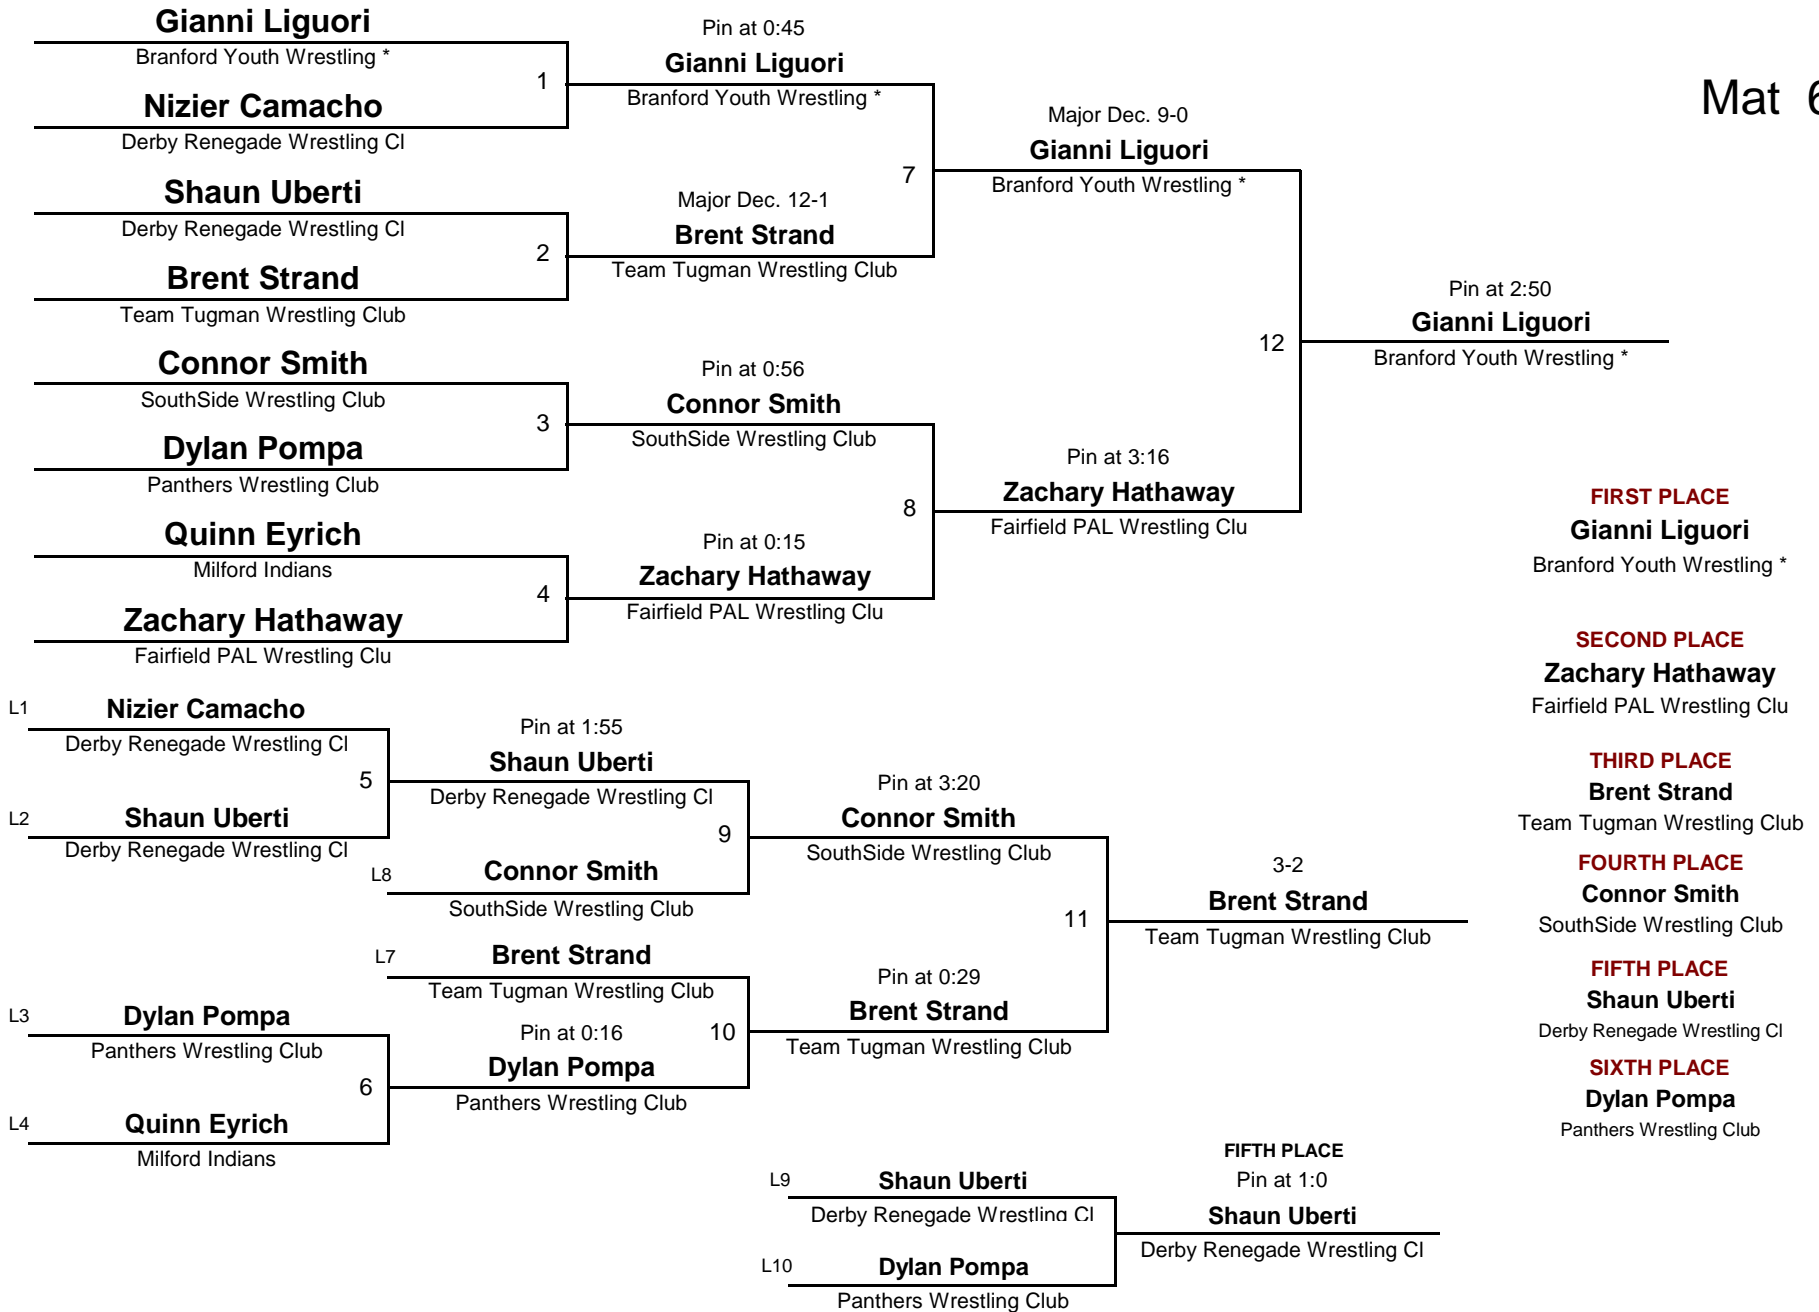 Gianni Liguori
Branford Youth Wrestling *
1
Nizier Camacho
Derby Renegade Wrestling Cl
Shaun Uberti
Derby Renegade Wrestling Cl
2
Brent Strand
Team Tugman Wrestling Club
Connor Smith
SouthSide Wrestling Club
3
Dylan Pompa
Panthers Wrestling Club
Quinn Eyrich
Milford Indians
4
Zachary Hathaway
Fairfield PAL Wrestling Clu
Pin at 0:45
Gianni Liguori
Branford Youth Wrestling *
7
Major Dec. 12-1
Brent Strand
Team Tugman Wrestling Club
Pin at 0:56
Connor Smith
SouthSide Wrestling Club
8
Pin at 0:15
Zachary Hathaway
Fairfield PAL Wrestling Clu
Major Dec. 9-0
Gianni Liguori
Branford Youth Wrestling *
12
Pin at 3:16
Zachary Hathaway
Fairfield PAL Wrestling Clu
Pin at 2:50
Gianni Liguori
Branford Youth Wrestling *
Mat 6
L1
Nizier Camacho
Derby Renegade Wrestling Cl
5
L2
Shaun Uberti
Derby Renegade Wrestling Cl
L3
Dylan Pompa
Panthers Wrestling Club
6
L4
Quinn Eyrich
Milford Indians
Pin at 1:55
Shaun Uberti
Derby Renegade Wrestling Cl
9
L8
Connor Smith
SouthSide Wrestling Club
L7
Brent Strand
Team Tugman Wrestling Club
10
Pin at 0:16
Dylan Pompa
Panthers Wrestling Club
Pin at 3:20
Connor Smith
SouthSide Wrestling Club
11
Pin at 0:29
Brent Strand
Team Tugman Wrestling Club
3-2
Brent Strand
Team Tugman Wrestling Club
L9
Shaun Uberti
Derby Renegade Wrestling Cl
L10
Dylan Pompa
Panthers Wrestling Club
FIFTH PLACE
Pin at 1:0
Shaun Uberti
Derby Renegade Wrestling Cl
FIRST PLACE
Gianni Liguori
Branford Youth Wrestling *
SECOND PLACE
Zachary Hathaway
Fairfield PAL Wrestling Clu
THIRD PLACE
Brent Strand
Team Tugman Wrestling Club
FOURTH PLACE
Connor Smith
SouthSide Wrestling Club
FIFTH PLACE
Shaun Uberti
Derby Renegade Wrestling Cl
SIXTH PLACE
Dylan Pompa
Panthers Wrestling Club